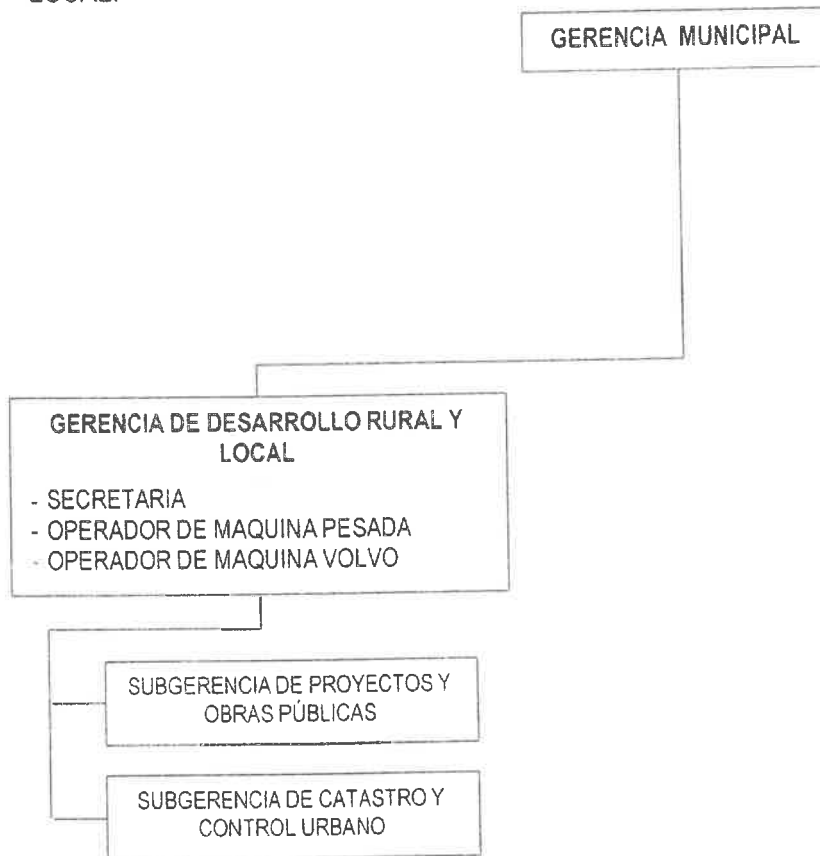 GERENCIA MUNICIPAL
GERENCIA DE DESARROLLO RURAL Y
LOCAL
- SECRETARIA
- OPERADOR DE MAQUINA PESADA
- OPERADOR DE MAQUINA VOLVO
SUBGERENCIA DE PROYECTOS Y
OBRAS PÚBLICAS
SUBGERENCIA DE CATASTRO Y
CONTROL URBANO